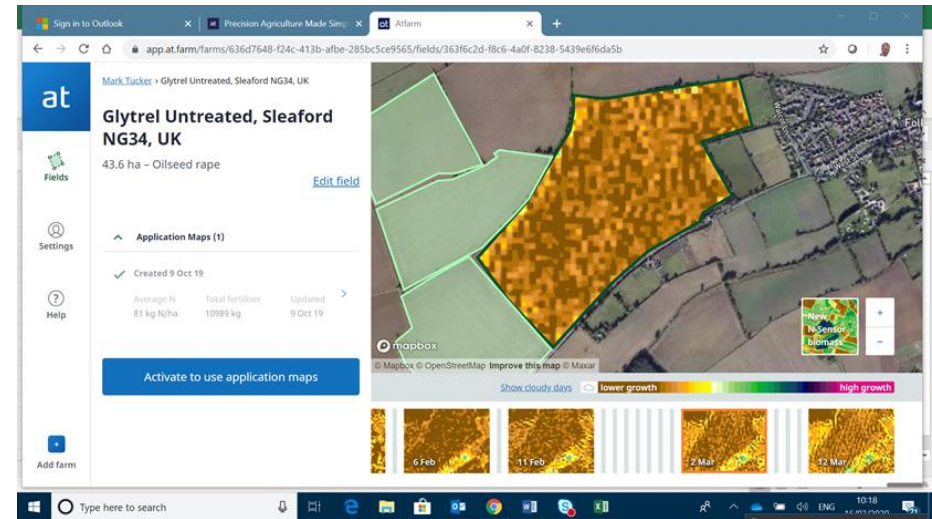 Sign in to Outlook
Precision Agriculture Made Simp
at Atfarm
app.at.farm/farms/636d7648-f24c-413b-afbe-285bc5ce9565/fields/363f6c2d-f8c6-4a0f-8238-5439e6f6da5b
at
Fields
Settings
Help
Add farm
Mark Tucker › Glytrel Untreated, Sleaford NG34, UK
Glytrel Untreated, Sleaford
NG34, UK
43.6 ha – Oilseed rape
Edit field
Application Maps (1)
Created 9 Oct 19
Average N Total fertiliser Updated
81 kg N/ha 10989 kg 9 Oct 19
Activate to use application maps
Foll
New,
N-Sensor
biomass
+
−
mapbox
© Mapbox © OpenStreetMap Improve this map © Maxar
Show cloudy days lower growth high growth
6 Feb 11 Feb 2 Mar 12 Mar
Type here to search
ENG
10:18